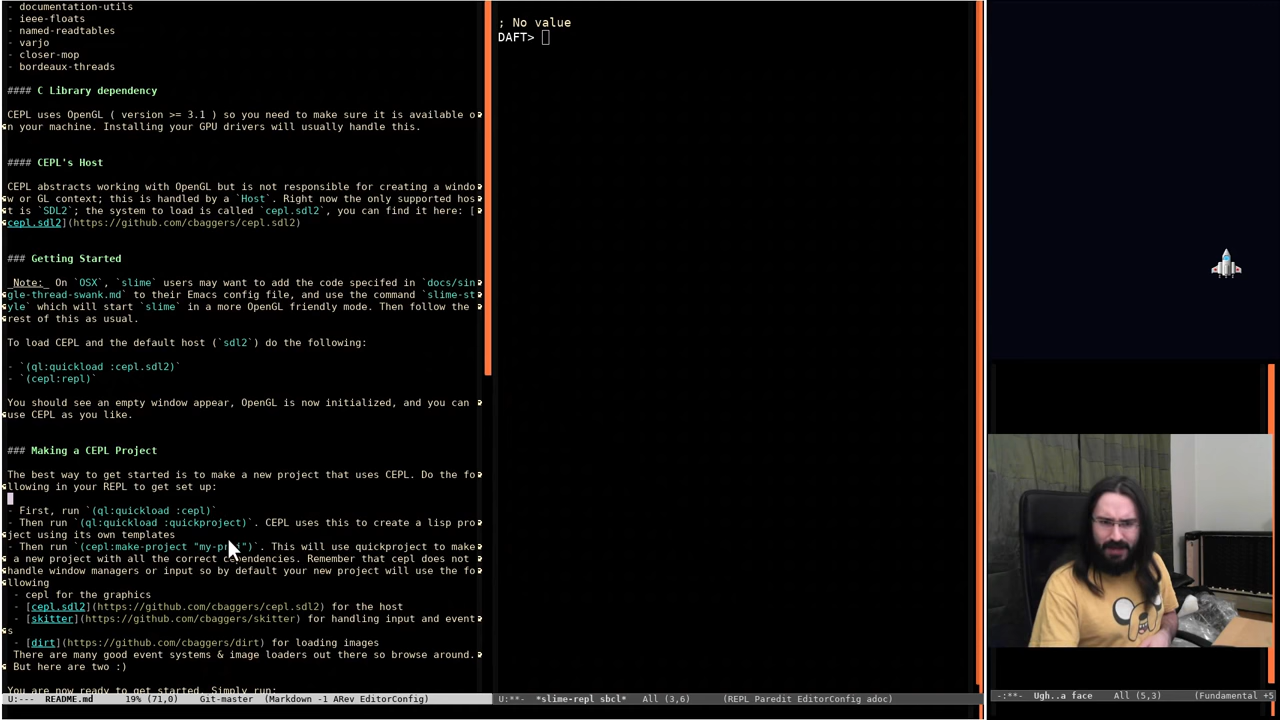 - documentation-utils
- ieee-floats
- named-readtables
- varjo
- closer-mop
- bordeaux-threads
#### C Library dependency
CEPL uses OpenGL ( version >= 3.1 ) so you need to make sure it is available o
n your machine. Installing your GPU drivers will usually handle this.
#### CEPL's Host
CEPL abstracts working with OpenGL but is not responsible for creating a windo
w or GL context; this is handled by a `Host`. Right now the only supported hos
t is `SDL2`; the system to load is called `cepl.sdl2`, you can find it here: [
cepl.sdl2](https://github.com/cbaggers/cepl.sdl2)
### Getting Started
_Note:_ On `OSX`, `slime` users may want to add the code specifed in `docs/sin
gle-thread-swank.md` to their Emacs config file, and use the command `slime-st
yle` which will start `slime` in a more OpenGL friendly mode. Then follow the
rest of this as usual.
To load CEPL and the default host (`sdl2`) do the following:
- `(ql:quickload :cepl.sdl2)`
- `(cepl:repl)`
You should see an empty window appear, OpenGL is now initialized, and you can
use CEPL as you like.
### Making a CEPL Project
The best way to get started is to make a new project that uses CEPL. Do the fo
llowing in your REPL to get set up:
- First, run `(ql:quickload :cepl)`
- Then run `(ql:quickload :quickproject)`. CEPL uses this to create a lisp pro
ject using its own templates
- Then run `(cepl:make-project "my-proj")`. This will use quickproject to make
a new project with all the correct dependencies. Remember that cepl does not
handle window managers or input so by default your new project will use the fo
llowing
- cepl for the graphics
- [cepl.sdl2](https://github.com/cbaggers/cepl.sdl2) for the host
- [skitter](https://github.com/cbaggers/skitter) for handling input and event
s
- [dirt](https://github.com/cbaggers/dirt) for loading images
There are many good event systems & image loaders out there so browse around.
But here are two :)
You are now ready to get started. Simply run:
U:--- README.md 19% (71,0) Git-master (Markdown -1 ARev EditorConfig)
; No value
DAFT>
U:**- *slime-repl sbcl* All (3,6) (REPL Paredit EditorConfig adoc)
-:**- Ugh..a face All (5,3) (Fundamental +5